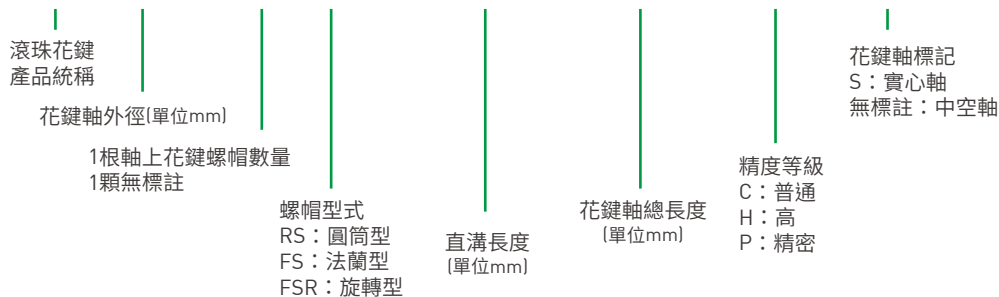 滾珠花鍵
產品統稱
花鍵軸外徑(單位mm)
1根軸上花鍵螺帽數量
1顆無標註
螺帽型式
RS：圓筒型
FS：法蘭型
FSR：旋轉型
直溝長度
(單位mm)
花鍵軸總長度
(單位mm)
精度等級
C：普通
H：高
P：精密
花鍵軸標記
S：實心軸
無標註：中空軸